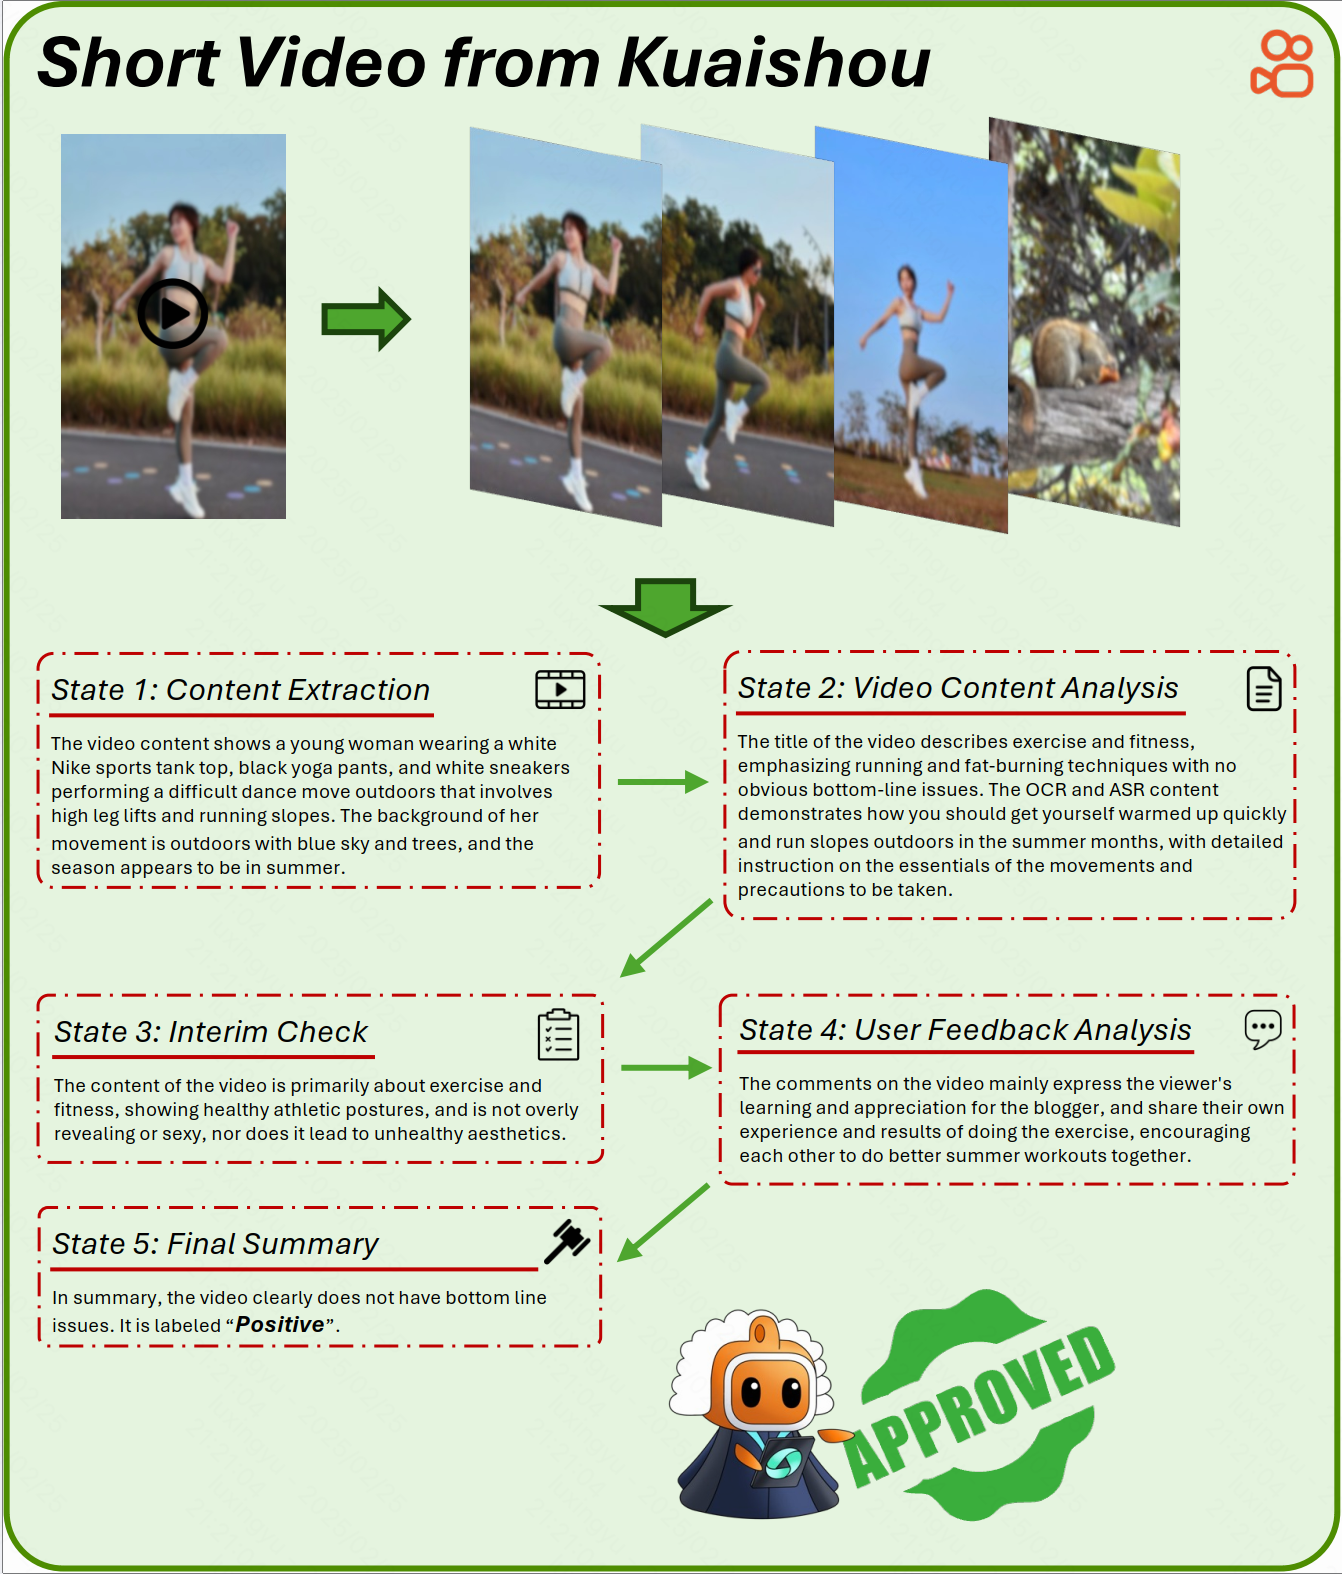 Short Video from Kuaishou
State 1: Content Extraction
The video content shows a young woman wearing a white
Nike sports tank top, black yoga pants, and white sneakers
performing a difficult dance move outdoors that involves
high leg lifts and running slopes. The background of her
movement is outdoors with blue sky and trees, and the
season appears to be in summer.
State 2: Video Content Analysis
The title of the video describes exercise and fitness,
emphasizing running and fat-burning techniques with no
obvious bottom-line issues. The OCR and ASR content
demonstrates how you should get yourself warmed up quickly
and run slopes outdoors in the summer months, with detailed
instruction on the essentials of the movements and
precautions to be taken.
State 3: Interim Check
The content of the video is primarily about exercise and
fitness, showing healthy athletic postures, and is not overly
revealing or sexy, nor does it lead to unhealthy aesthetics.
State 4: User Feedback Analysis
The comments on the video mainly express the viewer's
learning and appreciation for the blogger, and share their own
experience and results of doing the exercise, encouraging
each other to do better summer workouts together.
State 5: Final Summary
In summary, the video clearly does not have bottom line
issues. It is labeled “Positive”.
APPROVED